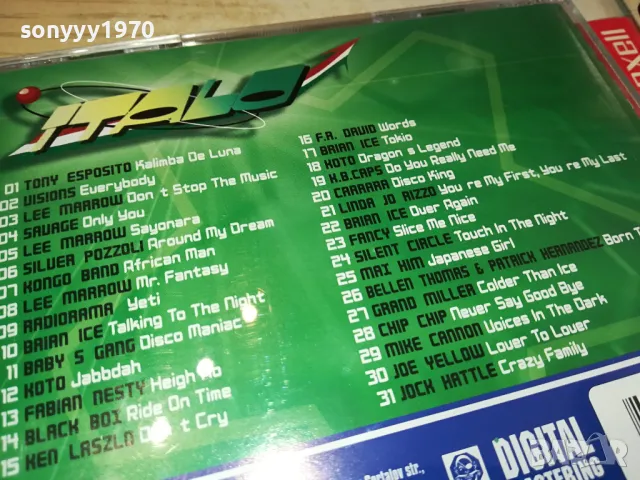 sonyyy1970
ITALO
maxell
01 TONY ESPOSITO Kalimba De Luna
02 VISIONS Everybody
03 LEE MARROW Don't Stop The Music
04 SAVAGE Only You
05 LEE MARROW Sayonara
06 SILVER POZZOLI Around My Dream
07 KONGO BAND African Man
08 LEE MARROW Mr. Fantasy
09 RADIORAMA Yeti
10 BRIAN ICE Talking To The Night
11 BABY S GANG Disco Maniac
12 KOTO Jabbdah
13 FABIAN NESTY Heigh Ho
14 BLACK BOI Ride On Time
15 KEN LASZLN Don't Cry
16 F.R. DAVID Words
17 BRIAN ICE Tokio
18 KOTO Dragon s Legend
19 H.B.CAPS Do You Really Need Me
20 CARRARA Disco King
21 LINDA JO RIZZO You re My First, You re My Last
22 BRIAN ICE Over Again
23 FANCY Slice Me Nice
24 SILENT CIRCLE Touch In The Night
25 MAI KIM Japanese Girl
26 BELLEN THOMAS & PATRICK HERNANDEZ Born T
27 GRAND MILLER Colder Than Ice
28 CHIP CHIP Never Say Good Bye
29 MIKE CANNON Voices In The Dark
30 JOE YELLOW Lover To Lover
31 JOCK HATTLE Crazy Family
str.,
DIGITAL